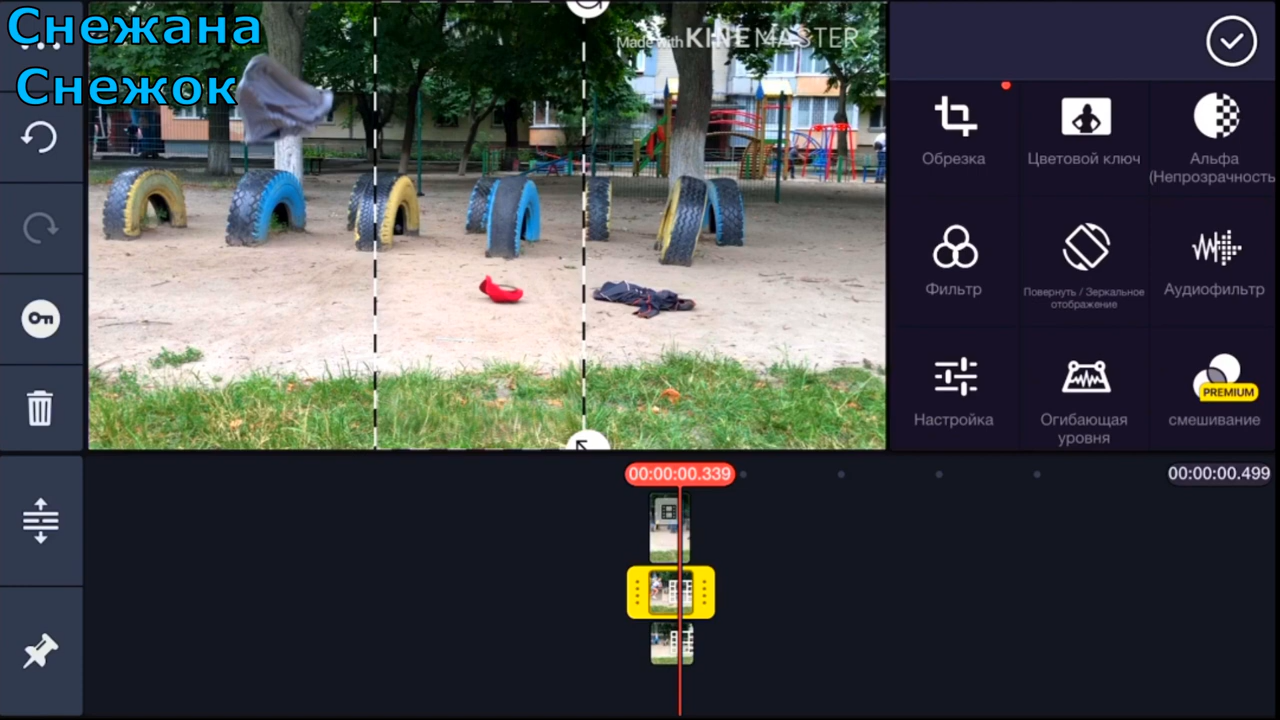 Снежана
Снежок
Made with KINEMASTER
Обрезка
Цветовой ключ
Альфа
(Непрозрачность
Фильтр
Повернуть / Зеркальное
отображение
Аудиофильтр
PREMIUM
Настройка
Огибающая
уровня
смешивание
00:00:00.339
00:00:00.499